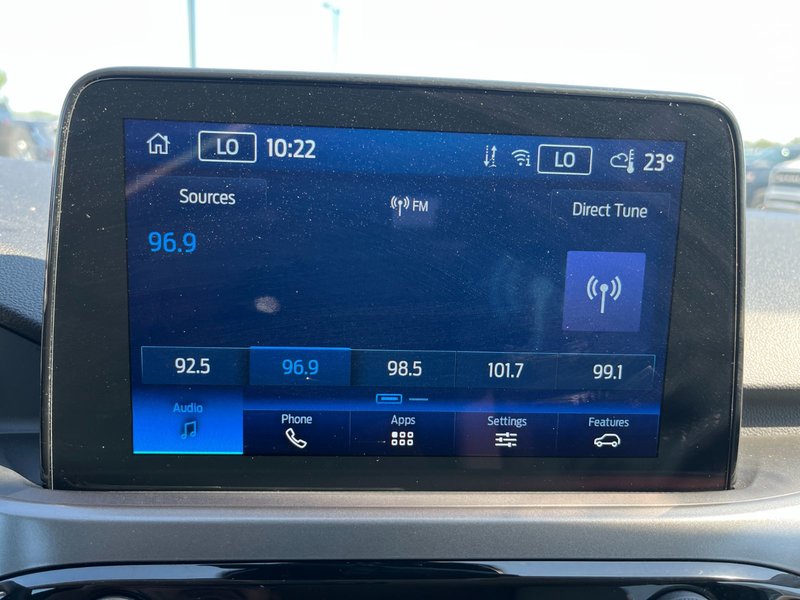 LO 10:22 LO 23°
Sources FM Direct Tune
96.9
92.5 96.9 98.5 101.7 99.1
Audio Phone Apps Settings Features